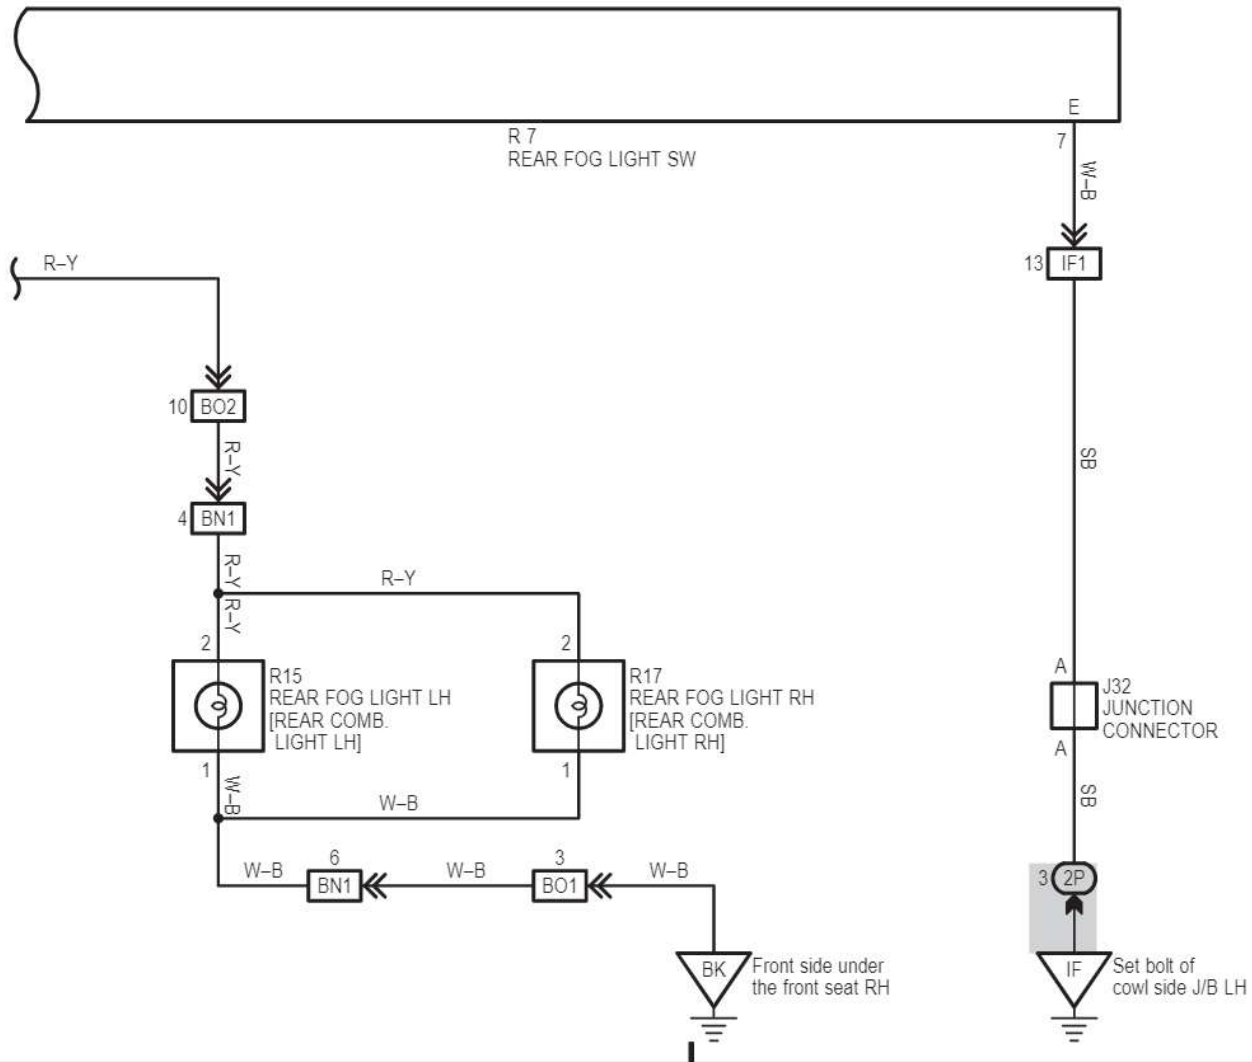 E
R 7
REAR FOG LIGHT SW
7
W–B
R–Y
13 IF1
10 BO2
R–Y
SB
4 BN1
R–Y
R–Y
R–Y
2
2
A
R15
REAR FOG LIGHT LH
[REAR COMB.
LIGHT LH]
R17
REAR FOG LIGHT RH
[REAR COMB.
LIGHT RH]
J32
JUNCTION
CONNECTOR
A
1
1
W–B
W–B
SB
6
3
W–B
BN1
W–B
BO1
W–B
3 2P
BK
Front side under
the front seat RH
IF
Set bolt of
cowl side J/B LH